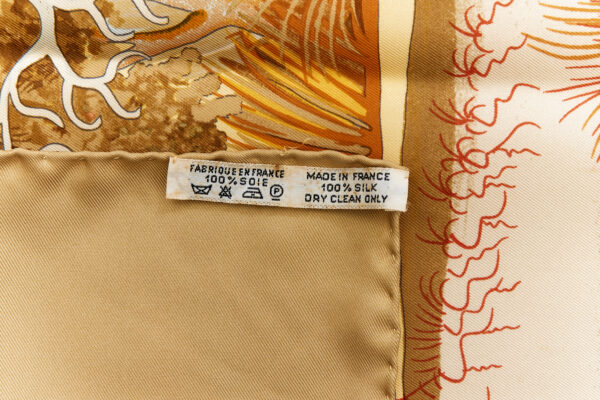 FABRIQUE EN FRANCE
100% SOIE
P
MADE IN FRANCE
100% SILK
DRY CLEAN ONLY